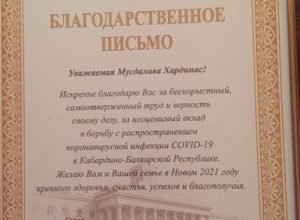 БЛАГОДАРСТВЕННОЕ
ПИСЬМО
Уважаемая Мусдалива Хардинас!
Искренне благодарю Вас за бескорыстный,
самоотверженный труд и верность
своему делу, за неоценимый вклад
в борьбу с распространением
коронавирусной инфекции COVID-19
в Кабардино-Балкарской Республике.
Желаю Вам и Вашей семье в Новом 2021 году
крепкого здоровья, счастья, успехов и благополучия.